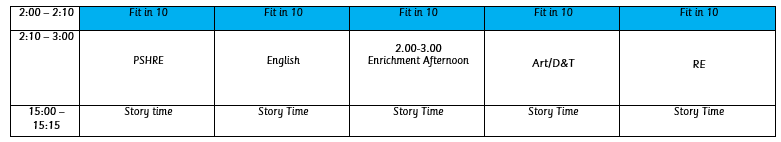 2:00 – 2:10 Fit in 10 Fit in 10 Fit in 10 Fit in 10 Fit in 10
2:10 – 3:00
PSHRE English 2.00-3.00 Art/D&T RE
Enrichment Afternoon
15:00 – Story time Story Time Story Time Story Time Story Time
15:15